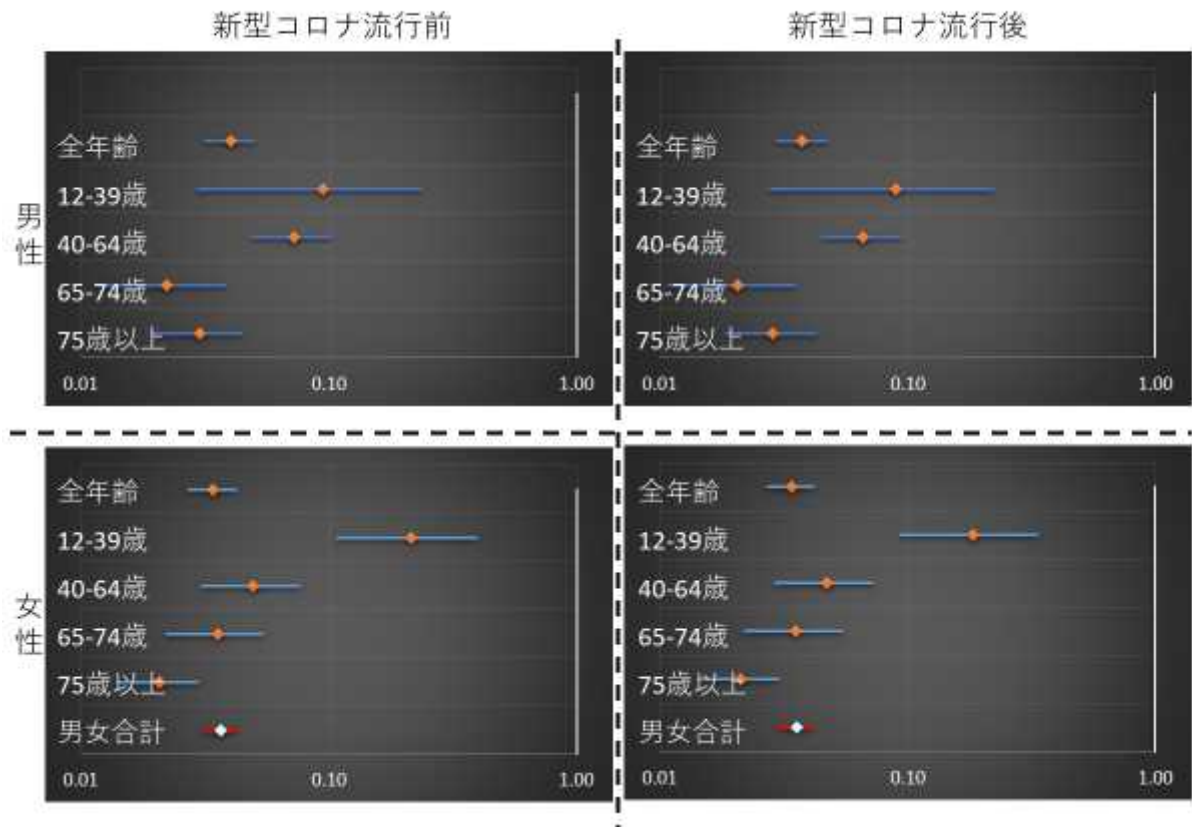 新型コロナ流行前
新型コロナ流行後
男性
全年齢
12-39歳
40-64歳
65-74歳
75歳以上
0.01 0.10 1.00
全年齢
12-39歳
40-64歳
65-74歳
75歳以上
0.01 0.10 1.00
女性
全年齢
12-39歳
40-64歳
65-74歳
75歳以上
男女合計
0.01 0.10 1.00
全年齢
12-39歳
40-64歳
65-74歳
75歳以上
男女合計
0.01 0.10 1.00